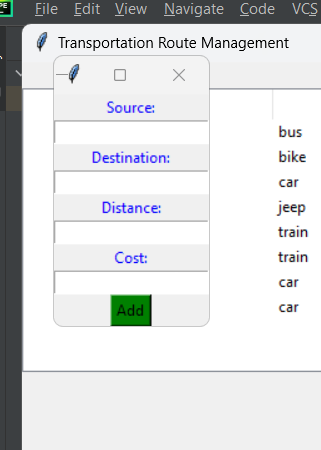 PE File Edit View Navigate Code VCS
Transportation Route Management
Source:
bus
Destination:
bike
car
Distance:
jeep
train
Cost:
train
car
Add
car